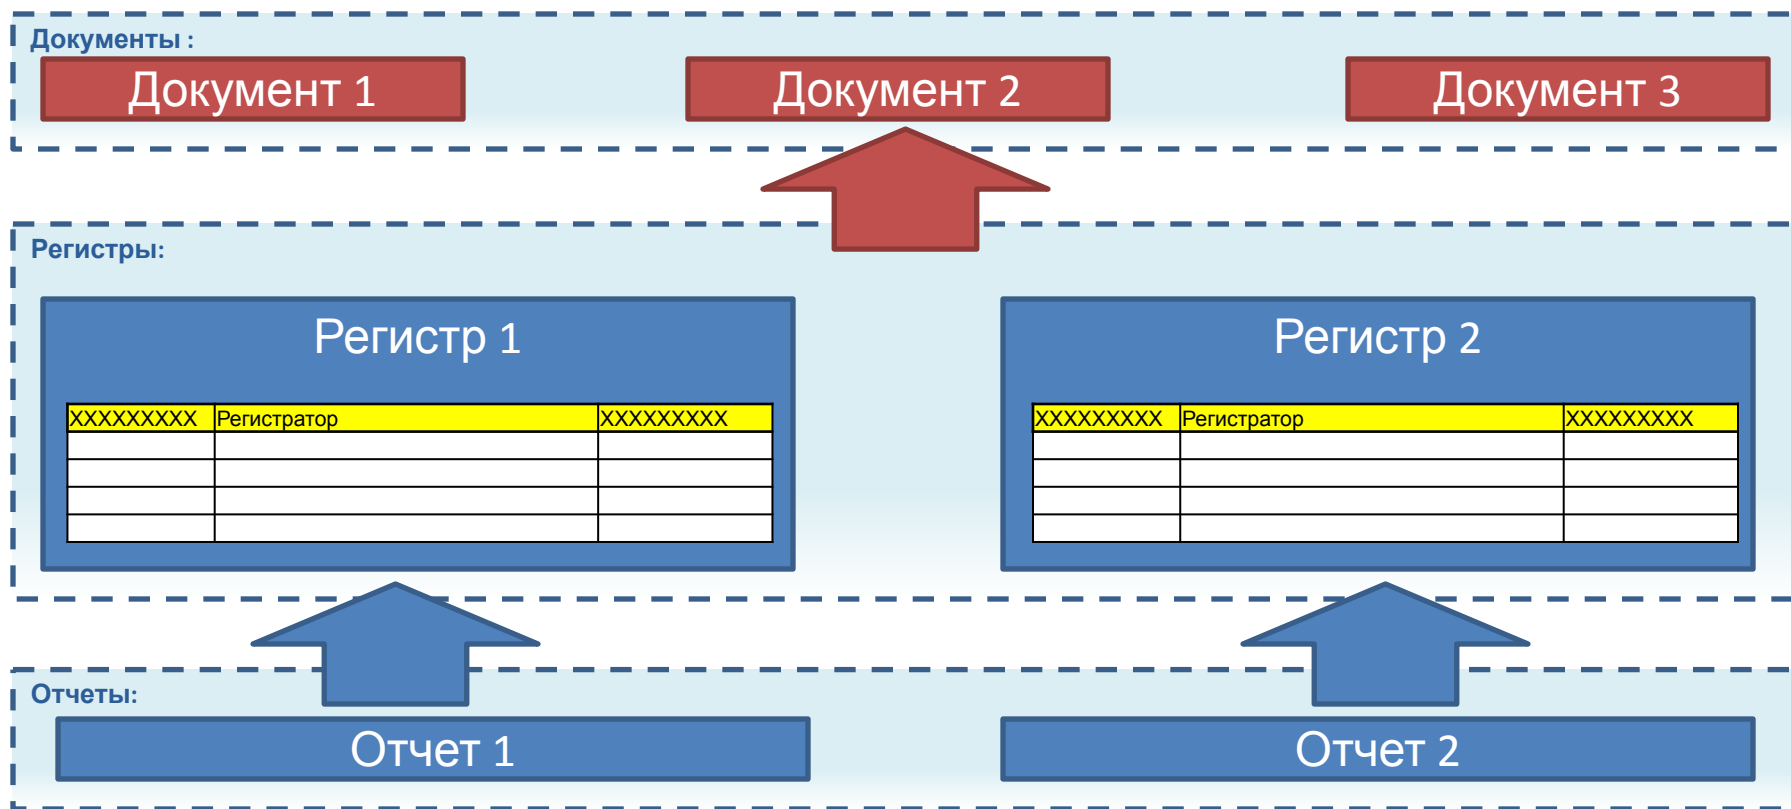 Документы :
Документ 1
Документ 2
Документ 3
Регистры:
Регистр 1
Регистр 2
XXXXXXXXX Регистратор XXXXXXXXX
XXXXXXXXX Регистратор XXXXXXXXX
Отчеты:
Отчет 1
Отчет 2